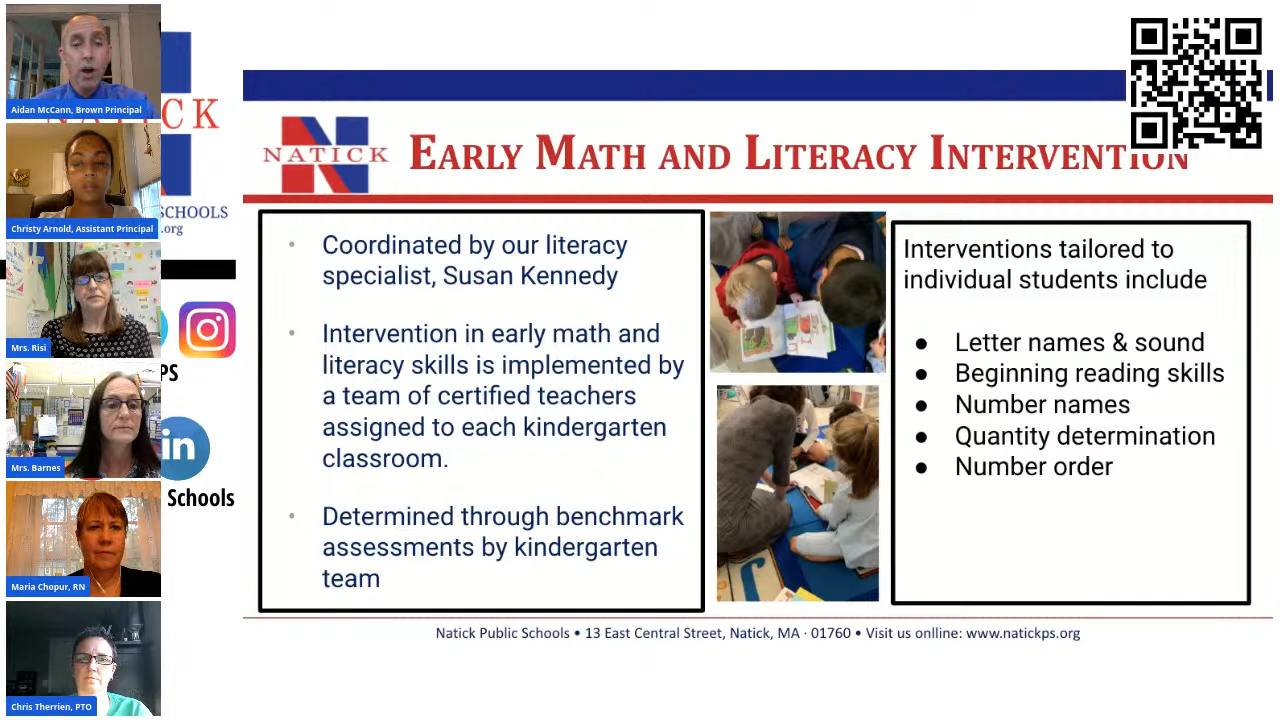 Aidan McCann, Brown Principal
Christy Arnold, Assistant Principal
Mrs. Risi
Mrs. Barnes
Maria Chopur, RN
Chris Therrien, PTO
CK
SCHOOLS
.org
PS
in
Schools
NATICK
EARLY MATH AND LITERACY INTERVENTION
• Coordinated by our literacy
specialist, Susan Kennedy
• Intervention in early math and
literacy skills is implemented by
a team of certified teachers
assigned to each kindergarten
classroom.
• Determined through benchmark
assessments by kindergarten
team
Interventions tailored to
individual students include
● Letter names & sound
● Beginning reading skills
● Number names
● Quantity determination
● Number order
Natick Public Schools • 13 East Central Street, Natick, MA · 01760 • Visit us onlline: www.natickps.org